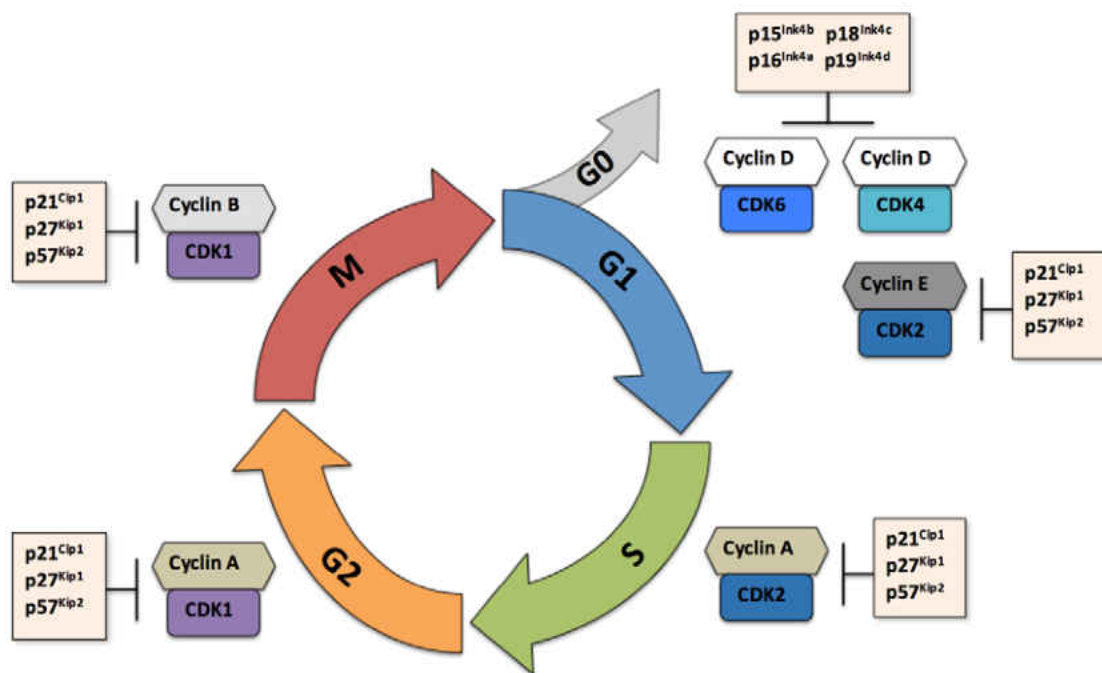 p15Ink4b p18Ink4c
p16Ink4a p19Ink4d
Cyclin D
CDK6
Cyclin D
CDK4
G0
G1
Cyclin E
CDK2
p21Cip1
p27Kip1
p57Kip2
p21Cip1
p27Kip1
p57Kip2
Cyclin B
CDK1
M
S
Cyclin A
CDK2
p21Cip1
p27Kip1
p57Kip2
G2
p21Cip1
p27Kip1
p57Kip2
Cyclin A
CDK1